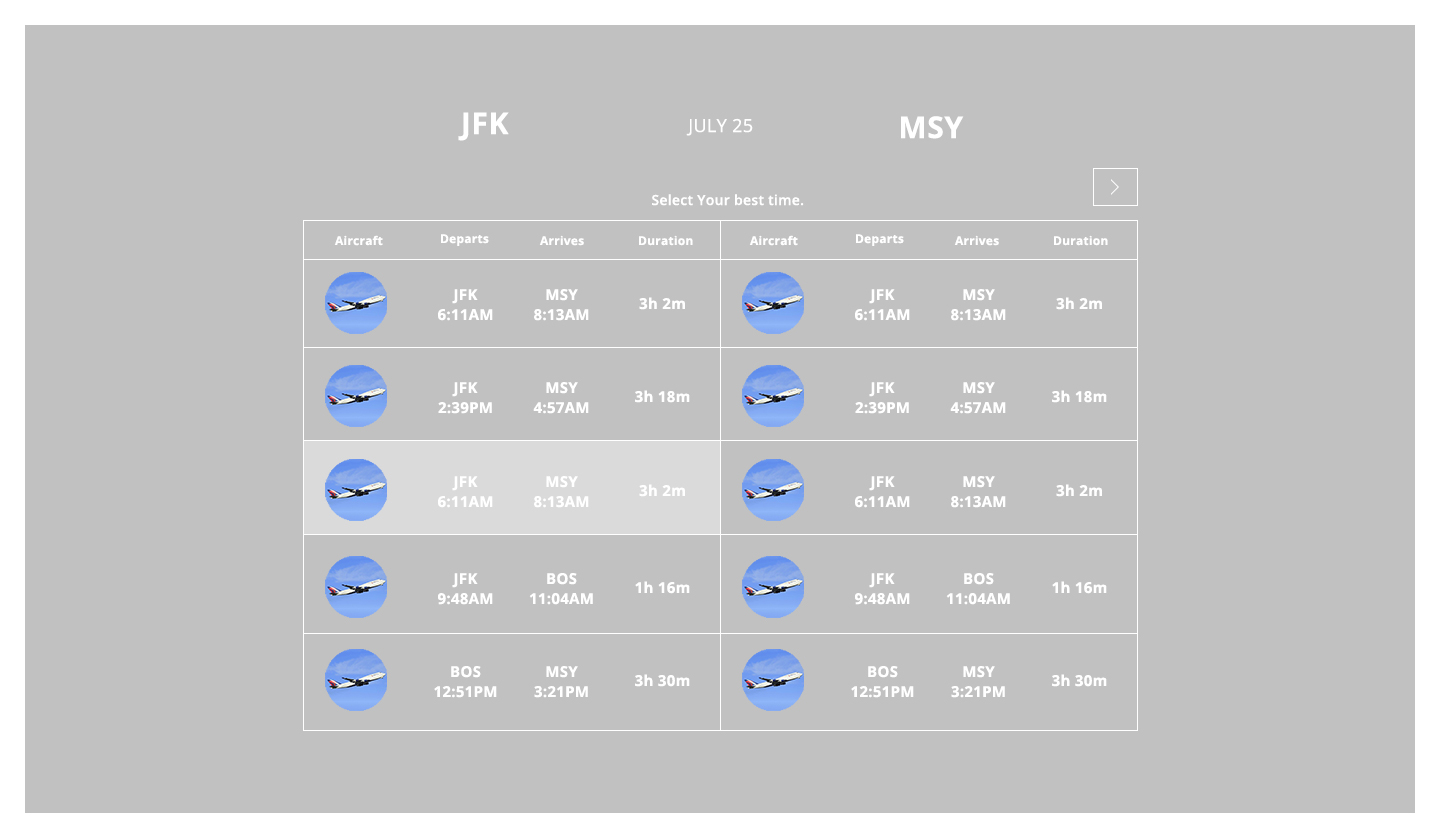 JFK JULY 25 MSY
Select Your best time.
Aircraft Departs Arrives Duration Aircraft Departs Arrives Duration
JFK MSY JFK MSY
6:11AM 8:13AM 3h 2m 6:11AM 8:13AM 3h 2m
JFK MSY JFK MSY
2:39PM 4:57AM 3h 18m 2:39PM 4:57AM 3h 18m
JFK MSY JFK MSY
6:11AM 8:13AM 3h 2m 6:11AM 8:13AM 3h 2m
JFK BOS JFK BOS
9:48AM 11:04AM 1h 16m 9:48AM 11:04AM 1h 16m
BOS MSY BOS MSY
12:51PM 3:21PM 3h 30m 12:51PM 3:21PM 3h 30m